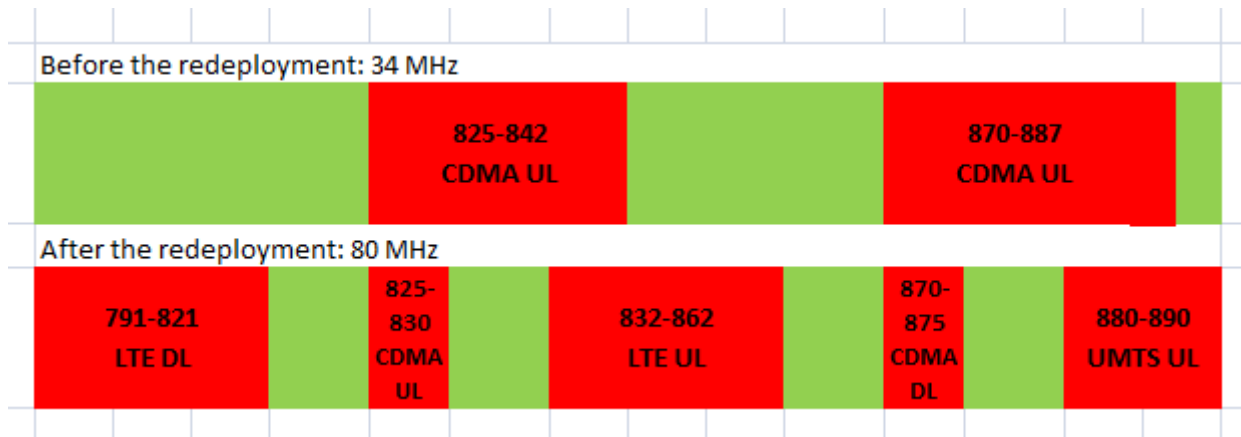 Before the redeployment: 34 MHz
825-842
CDMA UL
870-887
CDMA UL
After the redeployment: 80 MHz
791-821
LTE DL
825-
830
CDMA
UL
832-862
LTE UL
870-
875
CDMA
DL
880-890
UMTS UL